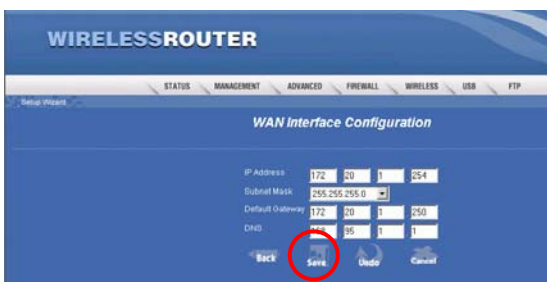 WIRELESSROUTER
STATUS MANAGEMENT ADVANCED FIREWALL WIRELESS USB FTP
Setup Wizard
WAN Interface Configuration
IP Address 172 20 1 254
Subnet Mask 255.255.255.0
Default Gateway 172 20 1 250
DNS 95 1 1
Back Save Undo Cancel